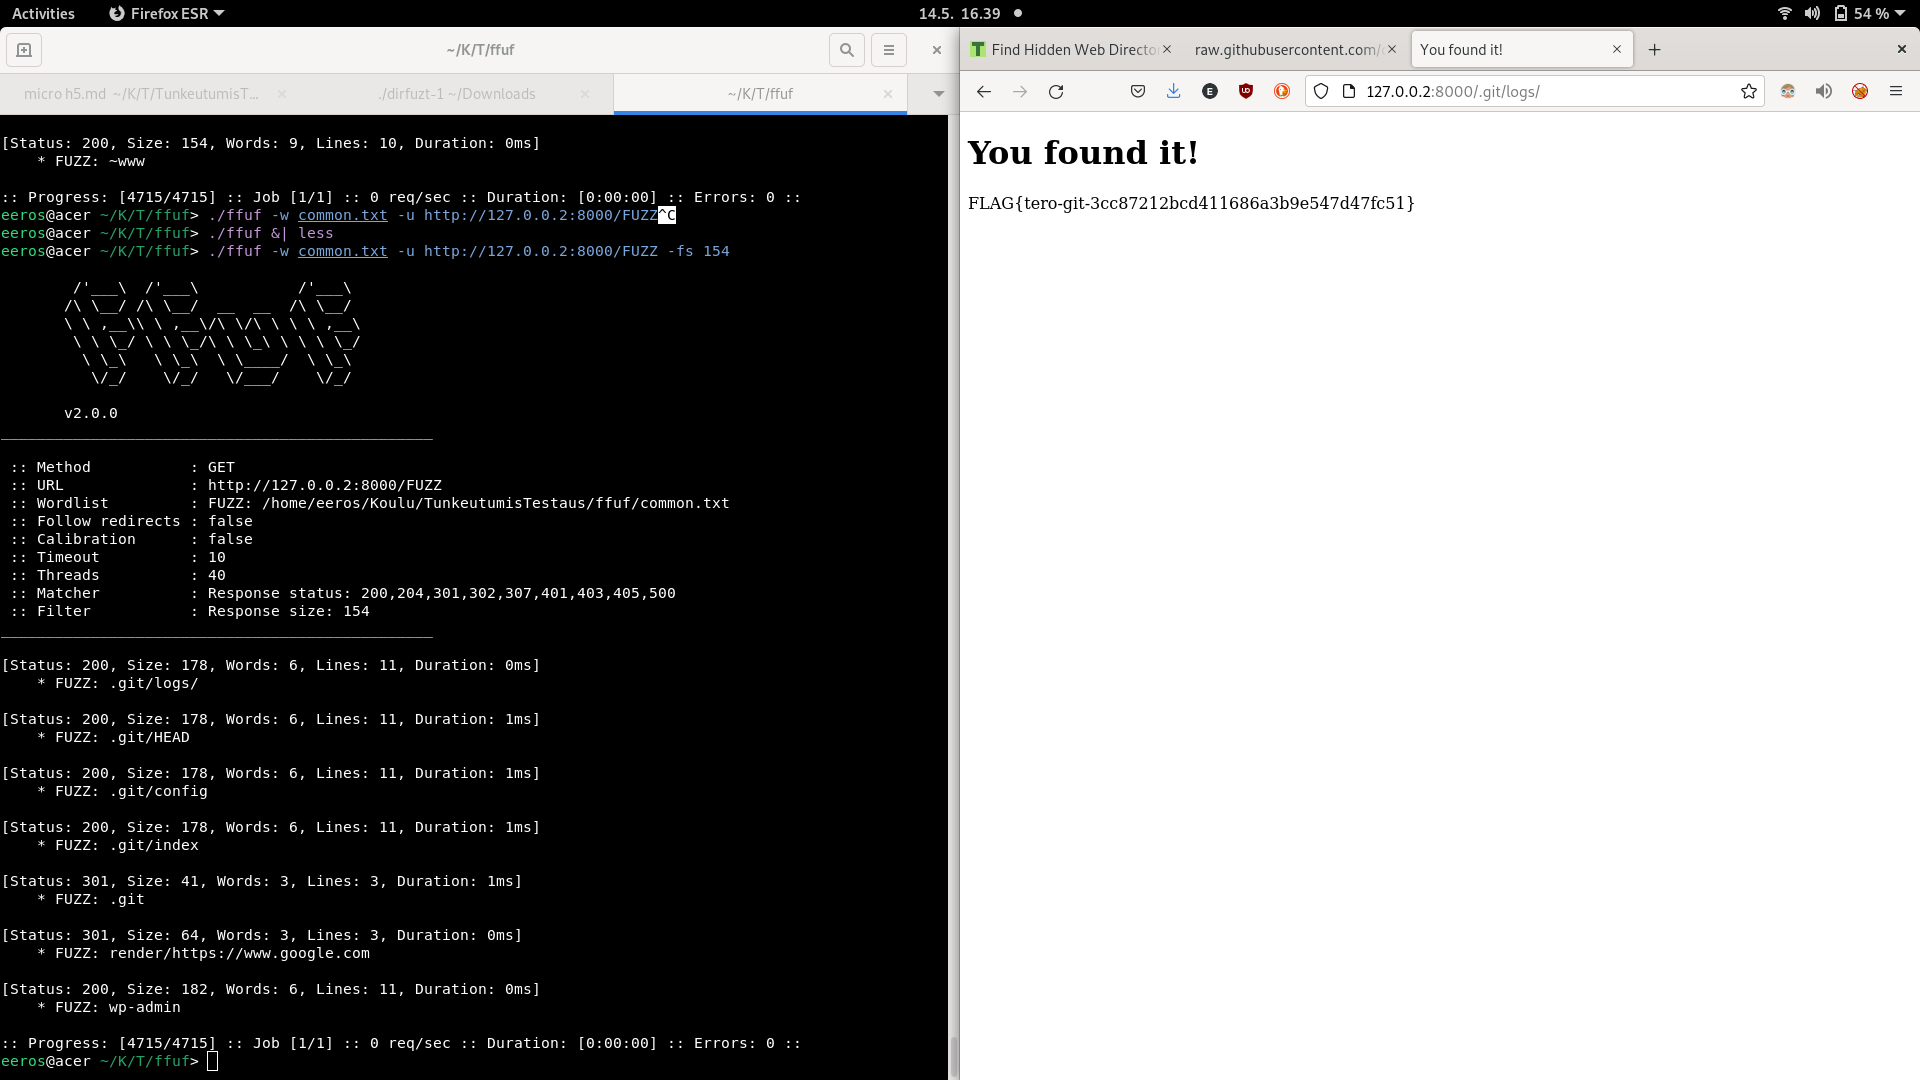 Activities
Firefox ESR
14.5. 16.39
54 %
~/K/T/ffuf
micro h5.md ~/K/T/TunkeutumisT...
./dirfuzt-1 ~/Downloads
~/K/T/ffuf
[Status: 200, Size: 154, Words: 9, Lines: 10, Duration: 0ms]
    * FUZZ: ~www
:: Progress: [4715/4715] :: Job [1/1] :: 0 req/sec :: Duration: [0:00:00] :: Errors: 0 ::
eeros@acer ~/K/T/ffuf> ./ffuf -w common.txt -u http://127.0.0.2:8000/FUZZ^C
eeros@acer ~/K/T/ffuf> ./ffuf &| less
eeros@acer ~/K/T/ffuf> ./ffuf -w common.txt -u http://127.0.0.2:8000/FUZZ -fs 154
        /'___\  /'___\           /'___\
       /\ \__/ /\ \__/  __  __  /\ \__/
       \ \ ,__\\ \ ,__\/\ \/\ \ \ \ ,__\
        \ \ \_/ \ \ \_/\ \ \_\ \ \ \ \_/
         \ \_\   \ \_\  \ \____/  \ \_\
          \/_/    \/_/   \/___/    \/_/
       v2.0.0
________________________________________________
 :: Method           : GET
 :: URL              : http://127.0.0.2:8000/FUZZ
 :: Wordlist         : FUZZ: /home/eeros/Koulu/TunkeutumisTestaus/ffuf/common.txt
 :: Follow redirects : false
 :: Calibration      : false
 :: Timeout          : 10
 :: Threads          : 40
 :: Matcher          : Response status: 200,204,301,302,307,401,403,405,500
 :: Filter           : Response size: 154
________________________________________________
[Status: 200, Size: 178, Words: 6, Lines: 11, Duration: 0ms]
    * FUZZ: .git/logs/
[Status: 200, Size: 178, Words: 6, Lines: 11, Duration: 1ms]
    * FUZZ: .git/HEAD
[Status: 200, Size: 178, Words: 6, Lines: 11, Duration: 1ms]
    * FUZZ: .git/config
[Status: 200, Size: 178, Words: 6, Lines: 11, Duration: 1ms]
    * FUZZ: .git/index
[Status: 301, Size: 41, Words: 3, Lines: 3, Duration: 1ms]
    * FUZZ: .git
[Status: 301, Size: 64, Words: 3, Lines: 3, Duration: 0ms]
    * FUZZ: render/https://www.google.com
[Status: 200, Size: 182, Words: 6, Lines: 11, Duration: 0ms]
    * FUZZ: wp-admin
:: Progress: [4715/4715] :: Job [1/1] :: 0 req/sec :: Duration: [0:00:00] :: Errors: 0 ::
eeros@acer ~/K/T/ffuf>
Find Hidden Web Directo
raw.githubusercontent.com/
You found it!
127.0.0.2:8000/.git/logs/
You found it!
FLAG{tero-git-3cc87212bcd411686a3b9e547d47fc51}